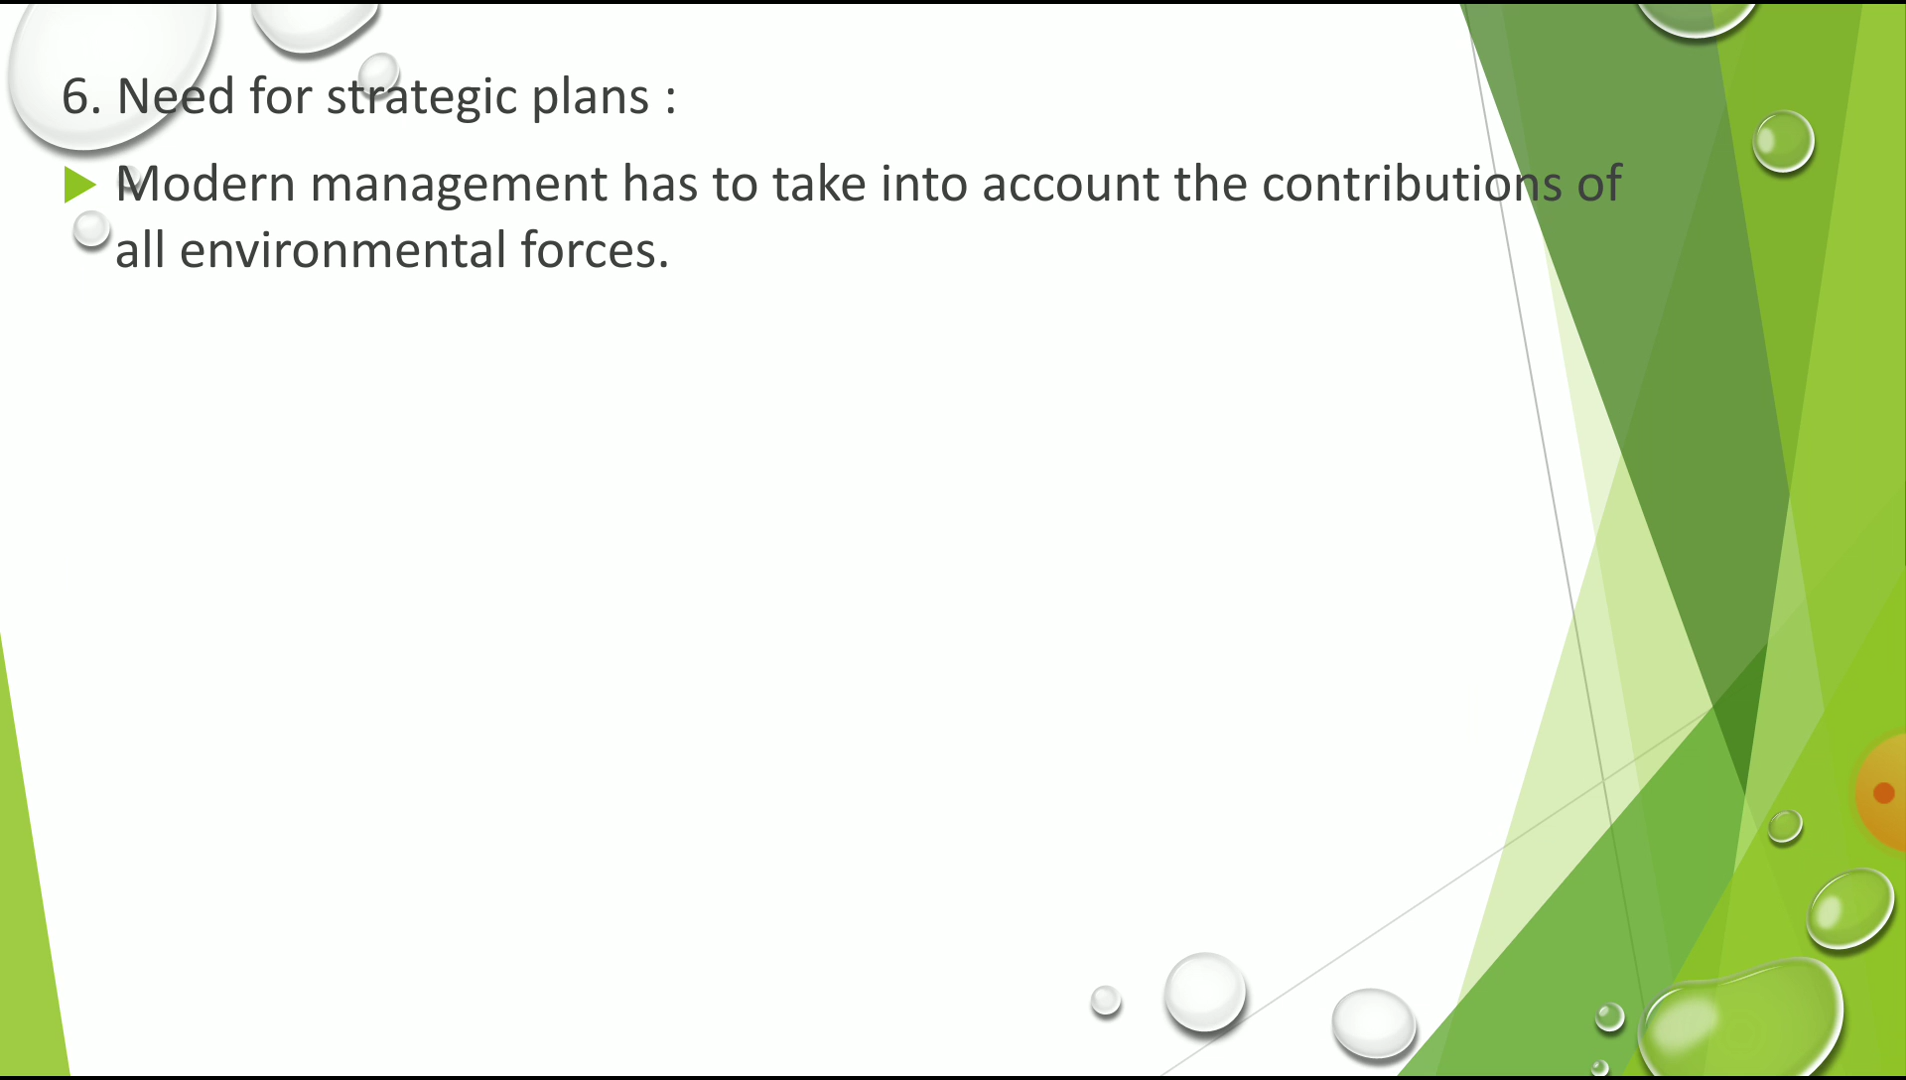 6. Need for strategic plans :
Modern management has to take into account the contributions of
all environmental forces.